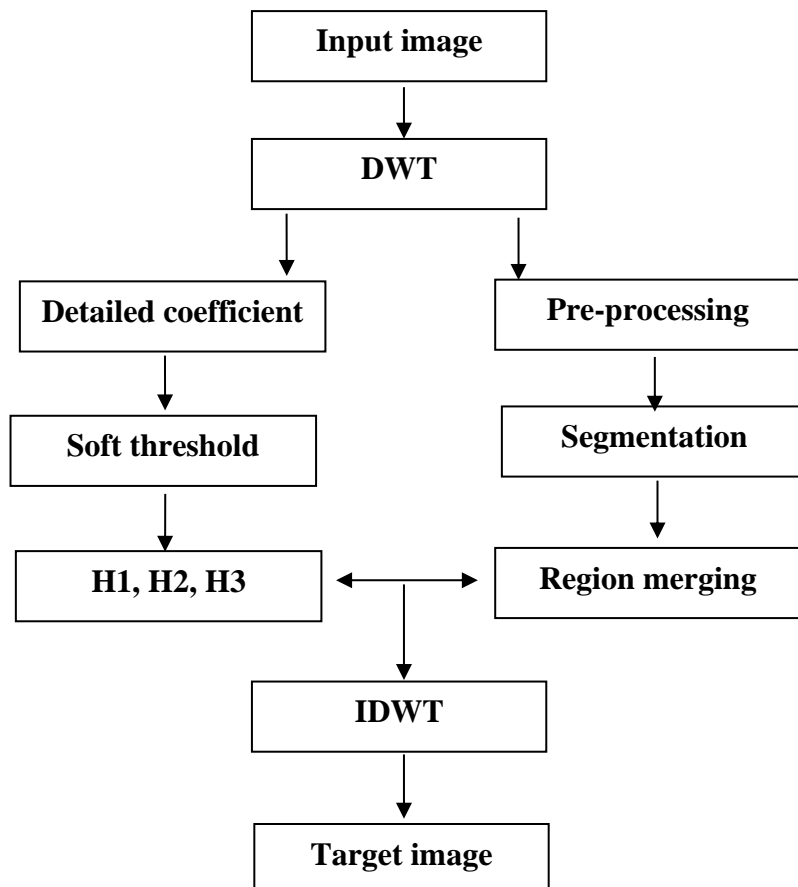 Input image
DWT
Detailed coefficient
Pre-processing
Soft threshold
Segmentation
H1, H2, H3
Region merging
IDWT
Target image